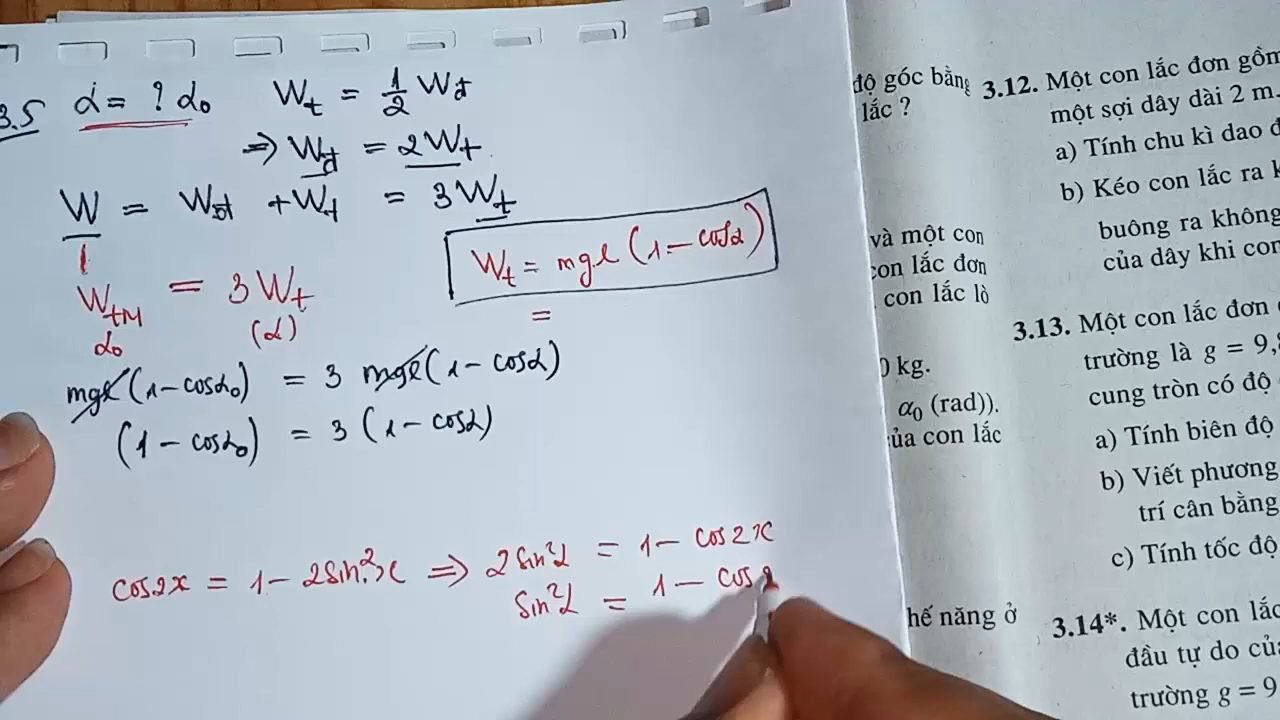 3.5 α = ? α₀ Wt = 1/2 Wđ
⇒ Wđ = 2Wt
W = Wđ + Wt = 3Wt
Wt = mgl (1 – cosα)
WtM = 3Wt
α₀ (α)
mgl (1 – cosα₀) = 3 mgl (1 – cosα)
(1 – cosα₀) = 3 (1 – cosα)
cos2x = 1 – 2sin²x ⇒ 2sin²α = 1 – cos2x
sin²α = 1 – cos2
độ góc bằng
lắc ?
và một con
con lắc đơn
con lắc lò
0 kg.
α₀ (rad)).
của con lắc
thế năng ở
3.12. Một con lắc đơn gồm
một sợi dây dài 2 m.
a) Tính chu kì dao đ
b) Kéo con lắc ra k
buông ra không
của dây khi con
3.13. Một con lắc đơn
trường là g = 9,8
cung tròn có độ
a) Tính biên độ
b) Viết phương
trí cân bằng
c) Tính tốc độ
3.14*. Một con lắc
đầu tự do của
trường g = 9